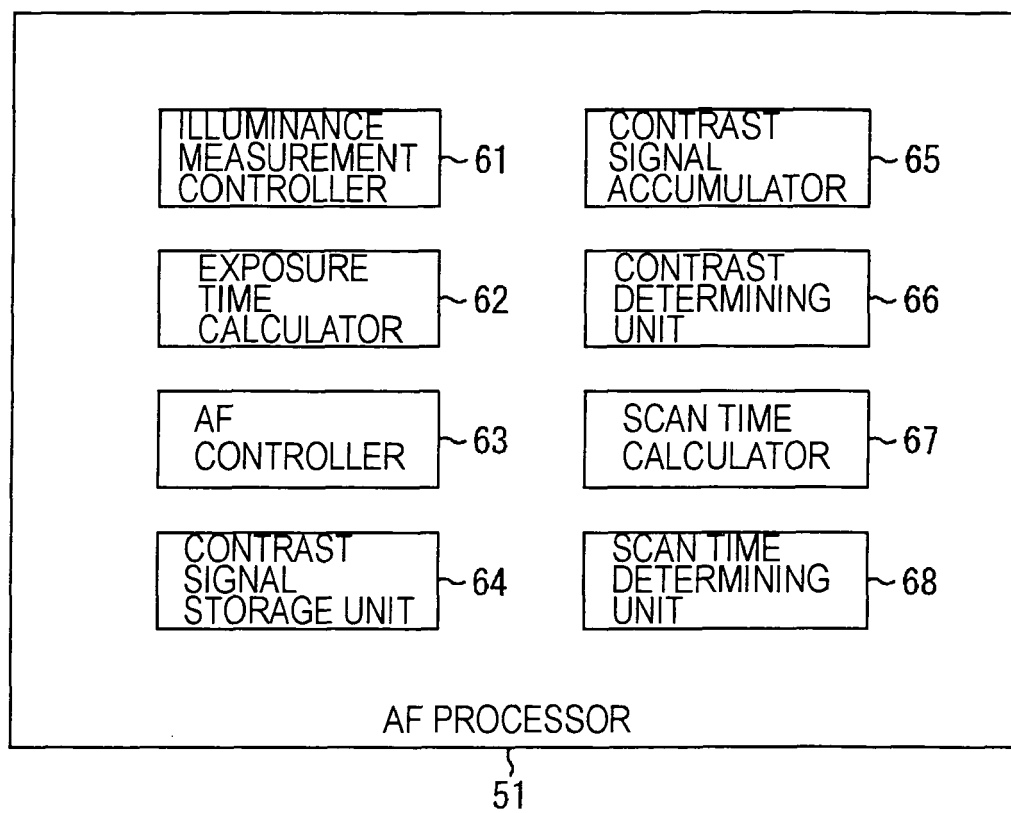 ILLUMINANCE
MEASUREMENT
CONTROLLER
61
EXPOSURE
TIME
CALCULATOR
62
AF
CONTROLLER
63
CONTRAST
SIGNAL
STORAGE UNIT
64
CONTRAST
SIGNAL
ACCUMULATOR
65
CONTRAST
DETERMINING
UNIT
66
SCAN TIME
CALCULATOR
67
SCAN TIME
DETERMINING
UNIT
68
AF PROCESSOR
51